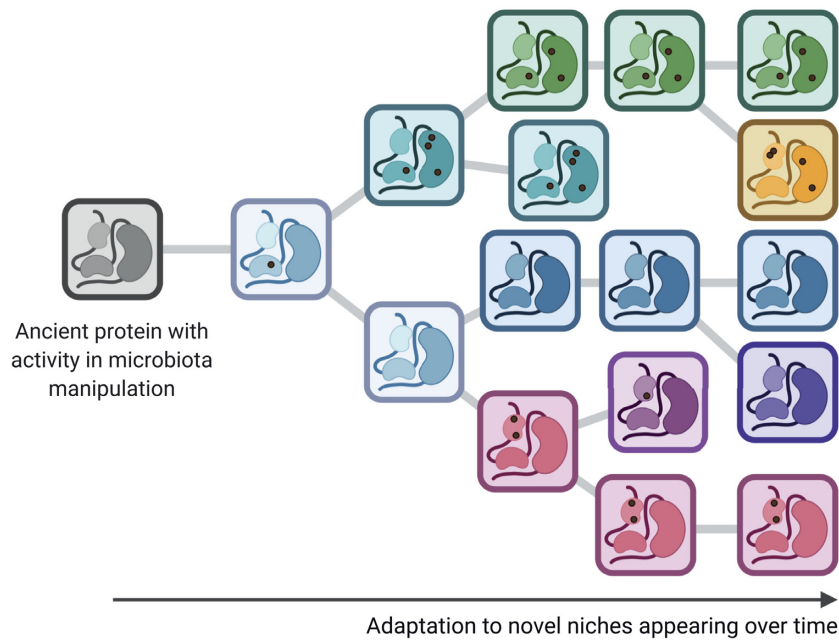 Ancient protein with
activity in microbiota
manipulation
Adaptation to novel niches appearing over time